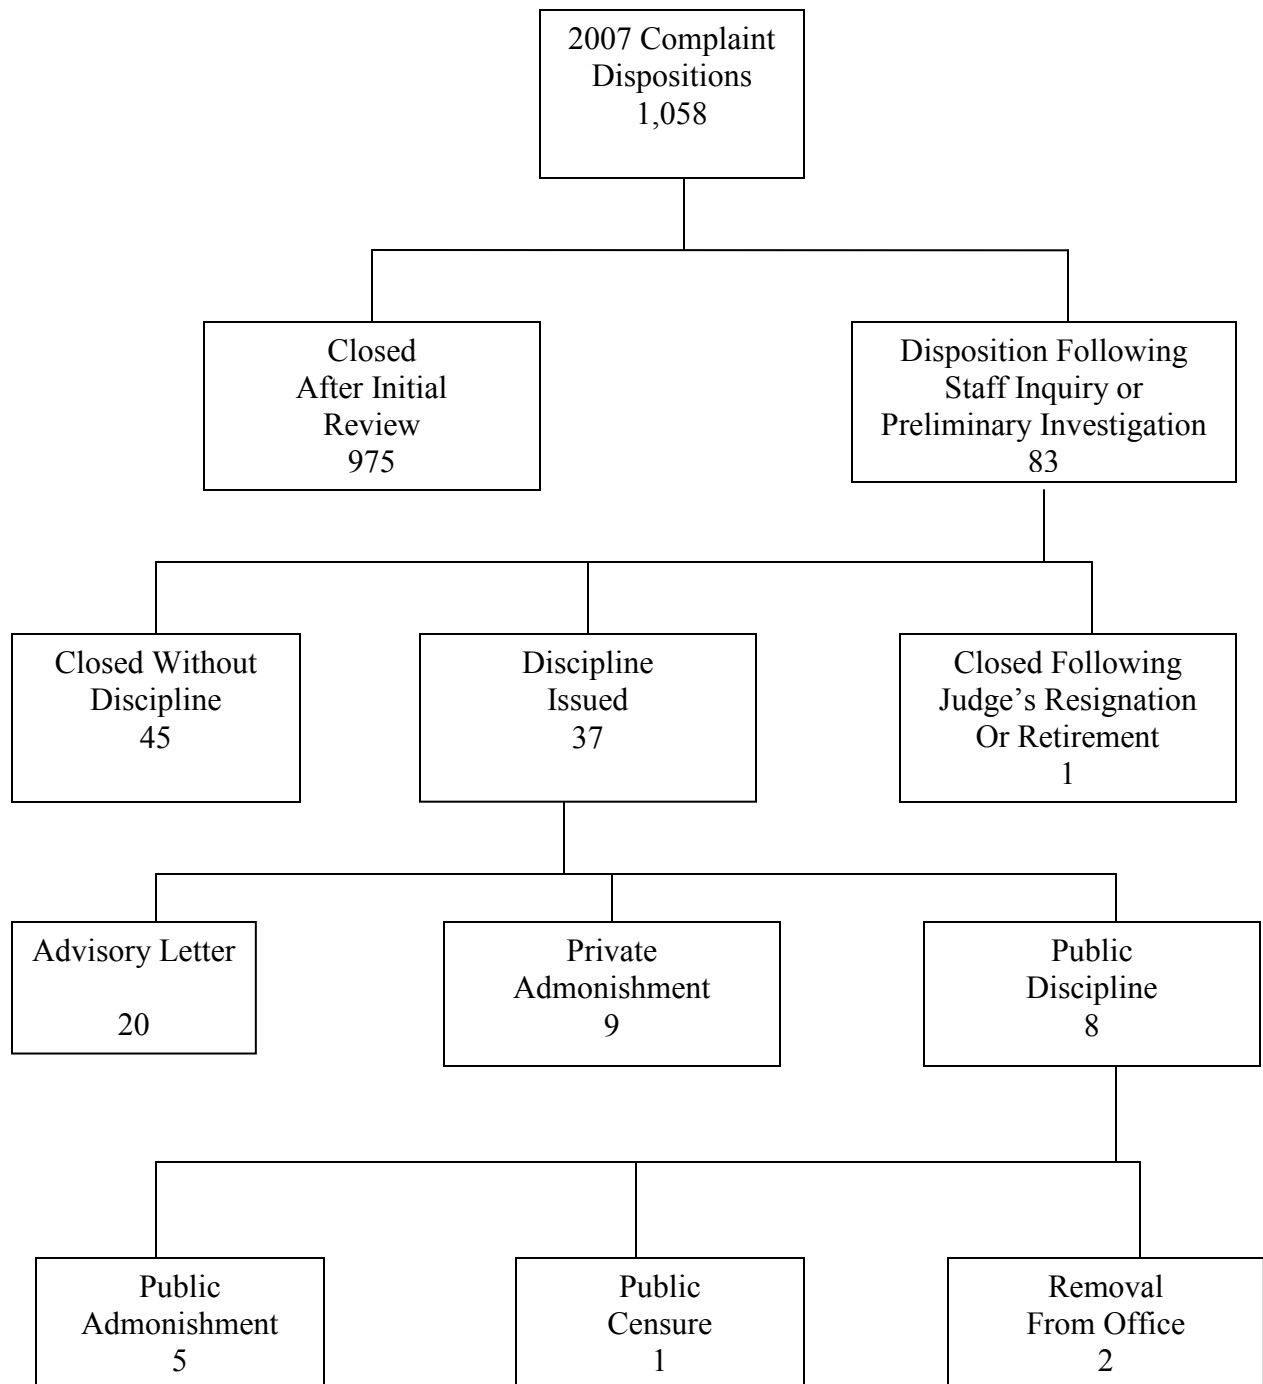 2007 Complaint
Dispositions
1,058
Closed
After Initial
Review
975
Disposition Following
Staff Inquiry or
Preliminary Investigation
83
Closed Without
Discipline
45
Discipline
Issued
37
Closed Following
Judge’s Resignation
Or Retirement
1
Advisory Letter
20
Private
Admonishment
9
Public
Discipline
8
Public
Admonishment
5
Public
Censure
1
Removal
From Office
2